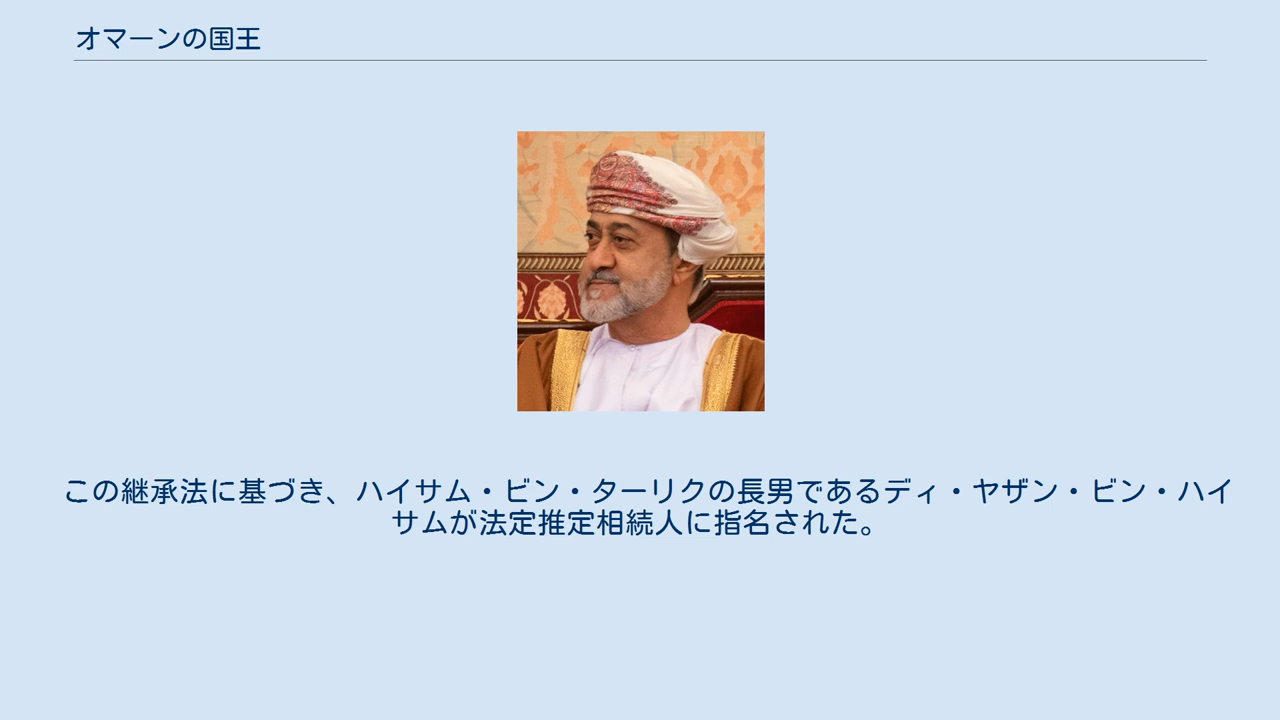 オマーンの国王
この継承法に基づき、ハイサム・ビン・ターリクの長男であるディ・ヤザン・ビン・ハイ
サムが法定推定相続人に指名された。